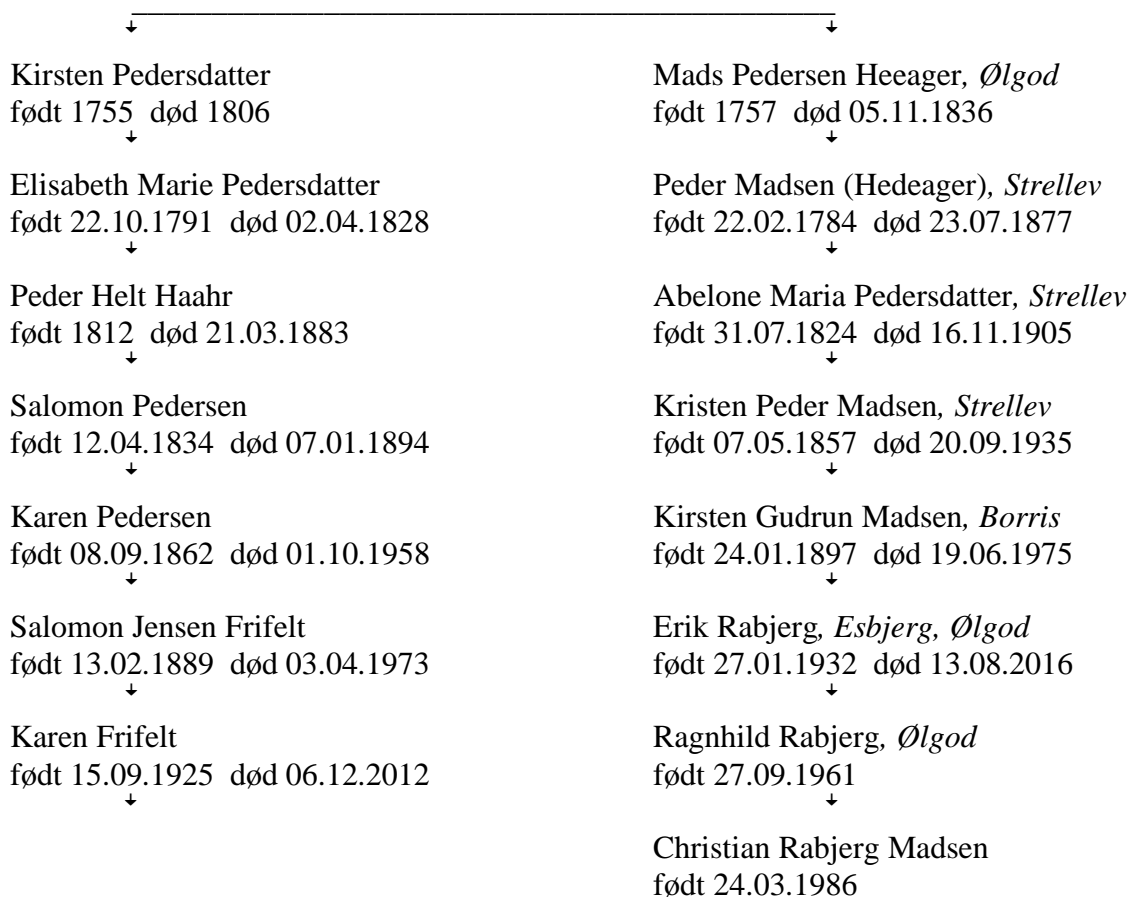 Kirsten Pedersdatter
født 1755 død 1806
Elisabeth Marie Pedersdatter
født 22.10.1791 død 02.04.1828
Peder Helt Haahr
født 1812 død 21.03.1883
Salomon Pedersen
født 12.04.1834 død 07.01.1894
Karen Pedersen
født 08.09.1862 død 01.10.1958
Salomon Jensen Frifelt
født 13.02.1889 død 03.04.1973
Karen Frifelt
født 15.09.1925 død 06.12.2012
Mads Pedersen Heeager, Ølgod
født 1757 død 05.11.1836
Peder Madsen (Hedeager), Strellev
født 22.02.1784 død 23.07.1877
Abelone Maria Pedersdatter, Strellev
født 31.07.1824 død 16.11.1905
Kristen Peder Madsen, Strellev
født 07.05.1857 død 20.09.1935
Kirsten Gudrun Madsen, Borris
født 24.01.1897 død 19.06.1975
Erik Rabjerg, Esbjerg, Ølgod
født 27.01.1932 død 13.08.2016
Ragnhild Rabjerg, Ølgod
født 27.09.1961
Christian Rabjerg Madsen
født 24.03.1986